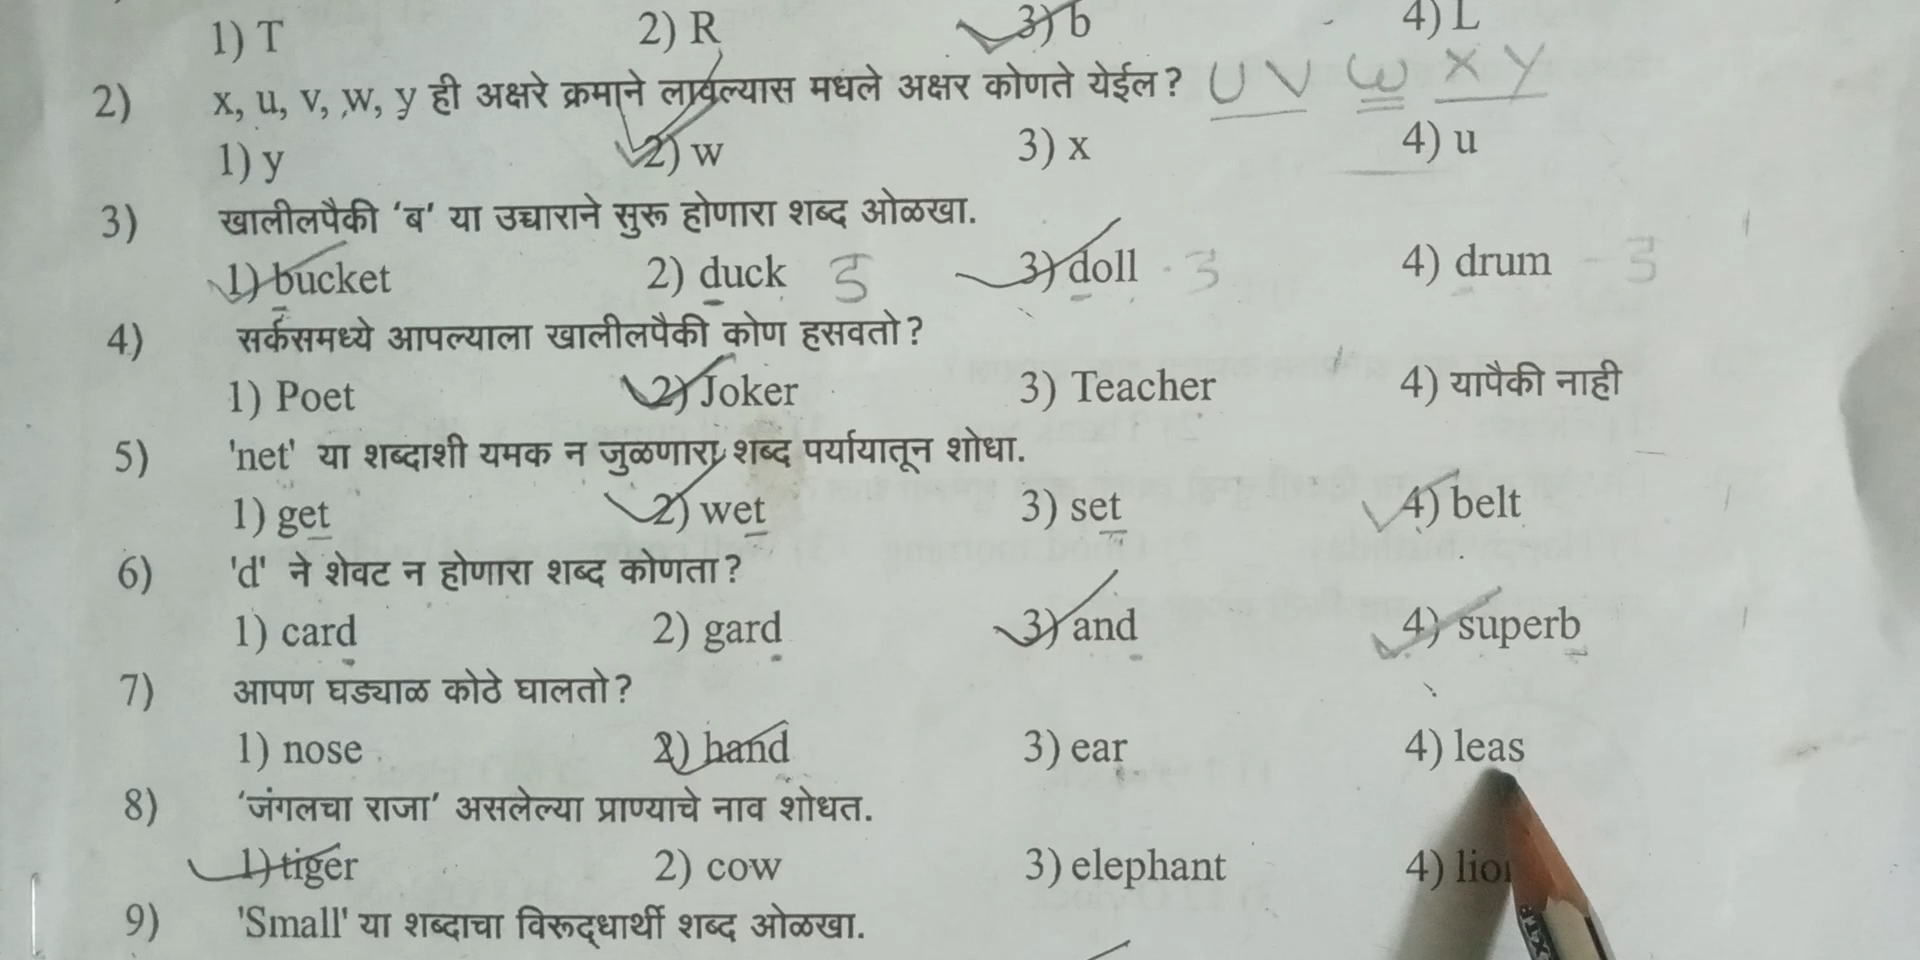 1) T 2) R 3) b 4) L
2) x, u, v, w, y ही अक्षरे क्रमाने लावल्यास मधले अक्षर कोणते येईल? U V W X Y
1) y 2) w 3) x 4) u
3) खालीलपैकी ‘ब’ या उच्चाराने सुरू होणारा शब्द ओळखा.
1) bucket 2) duck ड 3) doll ड 4) drum - ड
4) सर्कसमध्ये आपल्याला खालीलपैकी कोण हसवतो?
1) Poet 2) Joker 3) Teacher 4) यापैकी नाही
5) 'net' या शब्दाशी यमक न जुळणारा शब्द पर्यायातून शोधा.
1) get 2) wet 3) set 4) belt
6) 'd' ने शेवट न होणारा शब्द कोणता?
1) card 2) gard 3) and 4) superb
7) आपण घड्याळ कोठे घालतो?
1) nose 2) hand 3) ear 4) leas
8) ‘जंगलचा राजा’ असलेल्या प्राण्याचे नाव शोधत.
1) tiger 2) cow 3) elephant 4)
9) 'Small' या शब्दाचा विरूद्धार्थी शब्द ओळखा.